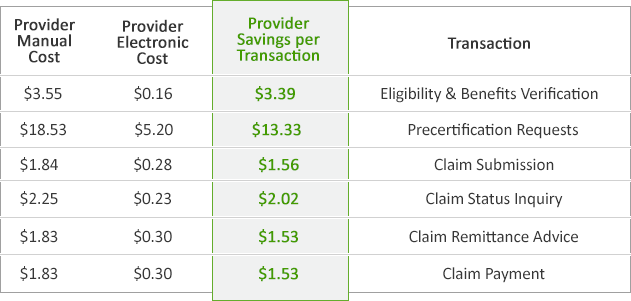 Provider Manual Cost Provider Electronic Cost Provider Savings per Transaction Transaction
$3.55 $0.16 $3.39 Eligibility & Benefits Verification
$18.53 $5.20 $13.33 Precertification Requests
$1.84 $0.28 $1.56 Claim Submission
$2.25 $0.23 $2.02 Claim Status Inquiry
$1.83 $0.30 $1.53 Claim Remittance Advice
$1.83 $0.30 $1.53 Claim Payment